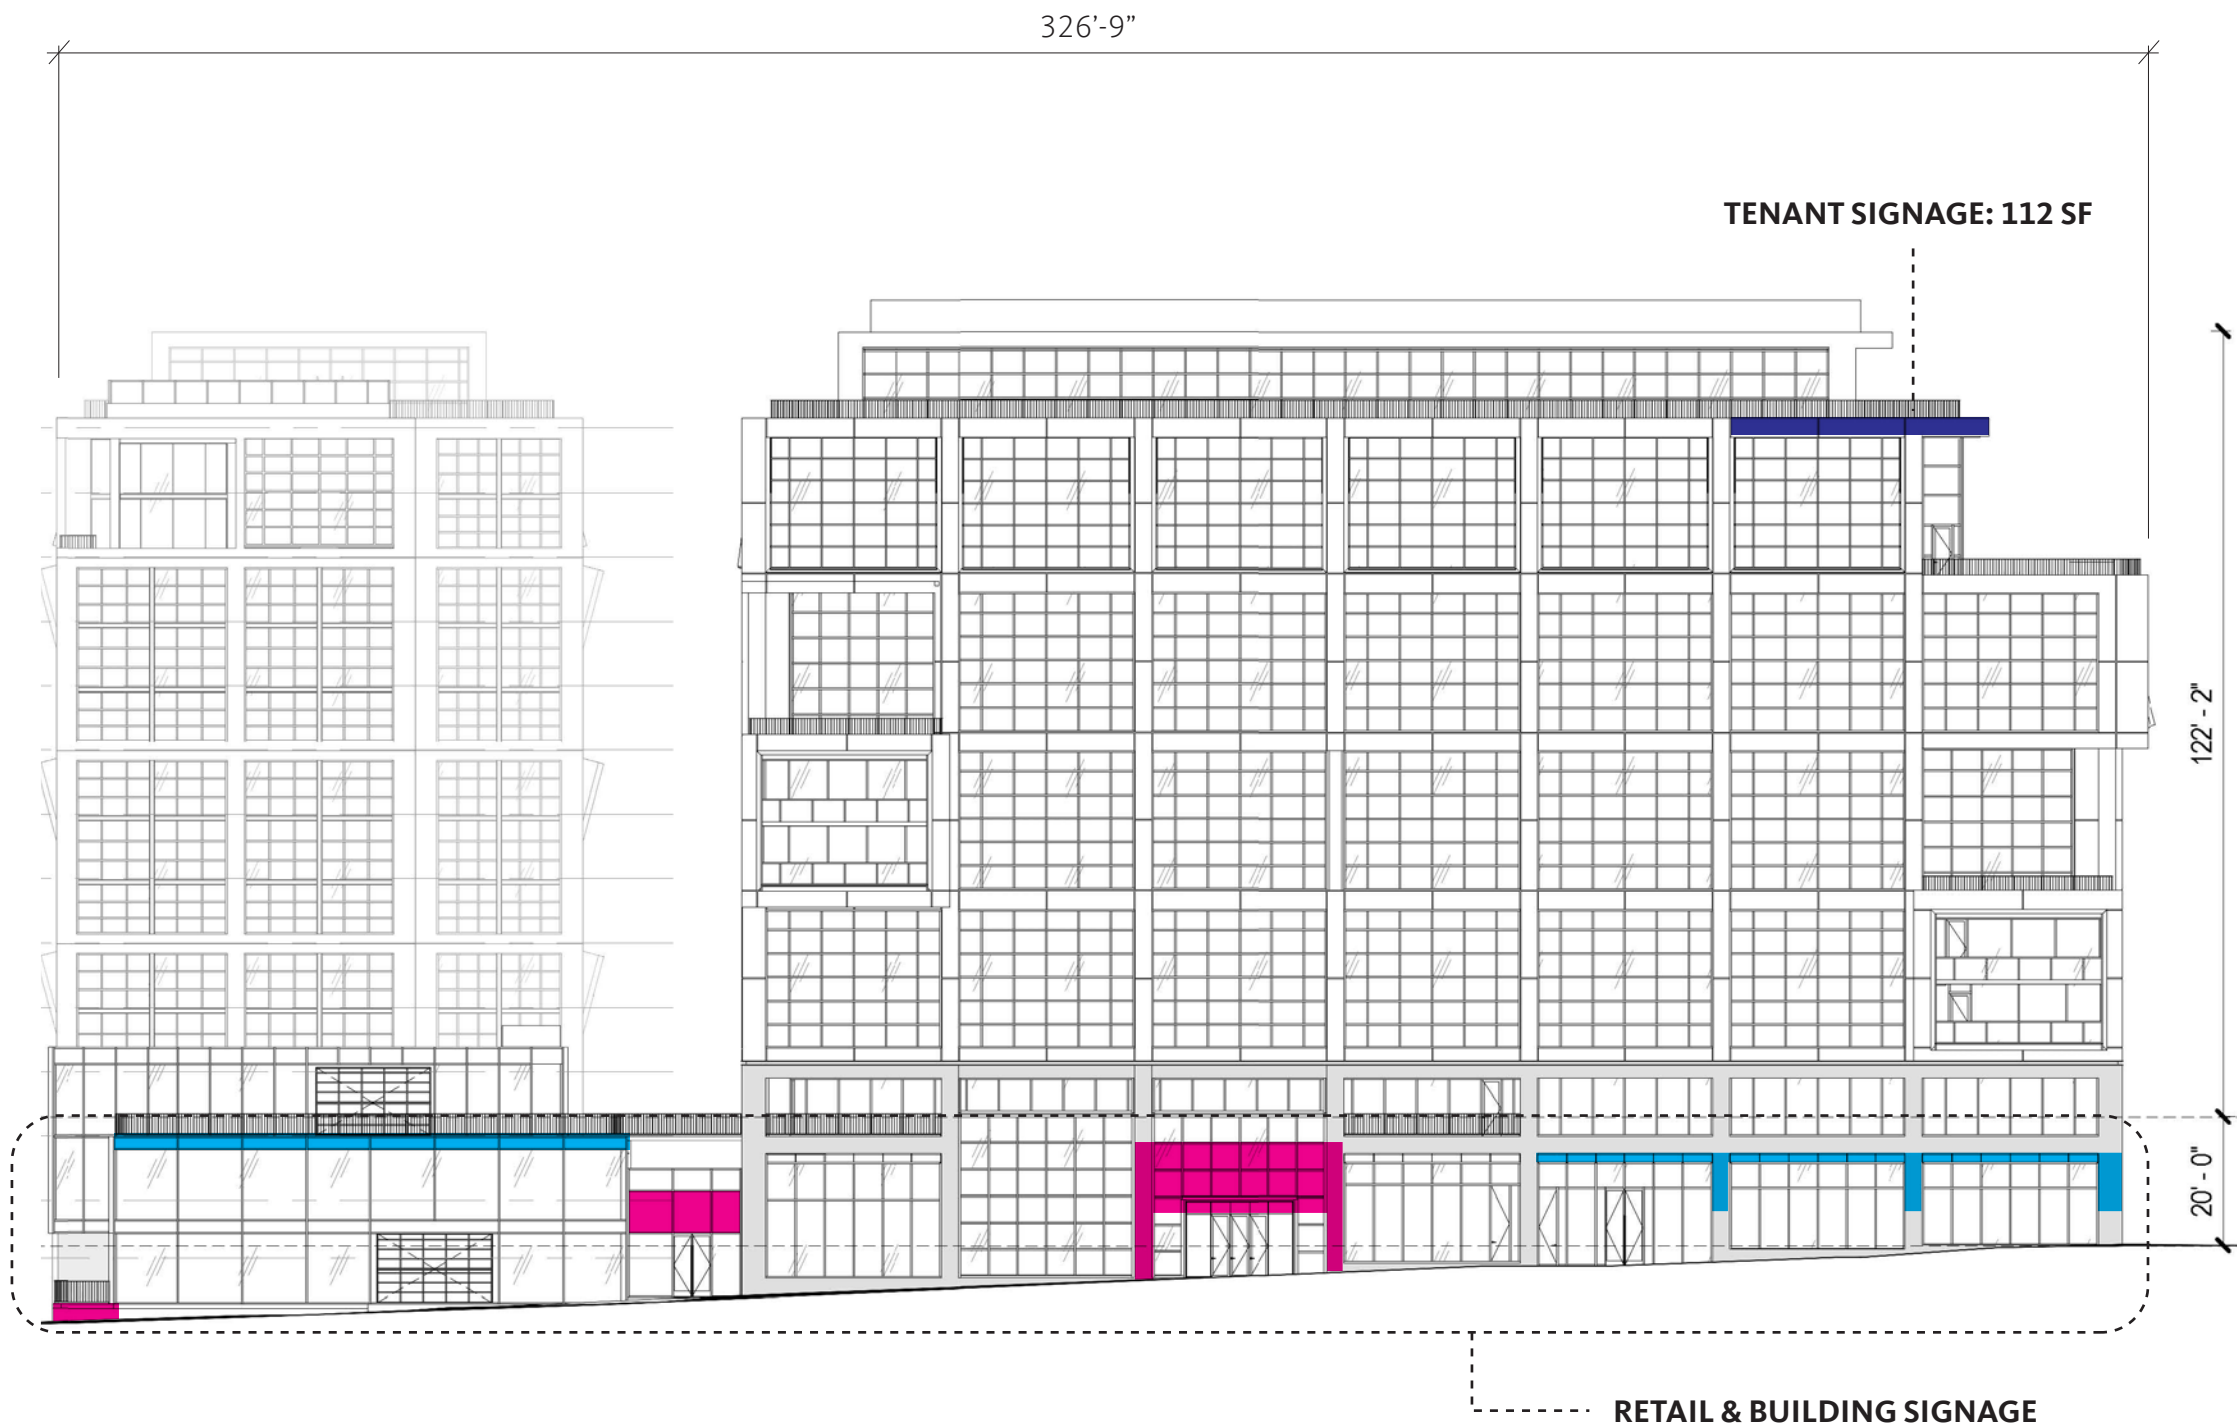 326’-9”
TENANT SIGNAGE: 112 SF
122' - 2"
20' - 0"
RETAIL & BUILDING SIGNAGE